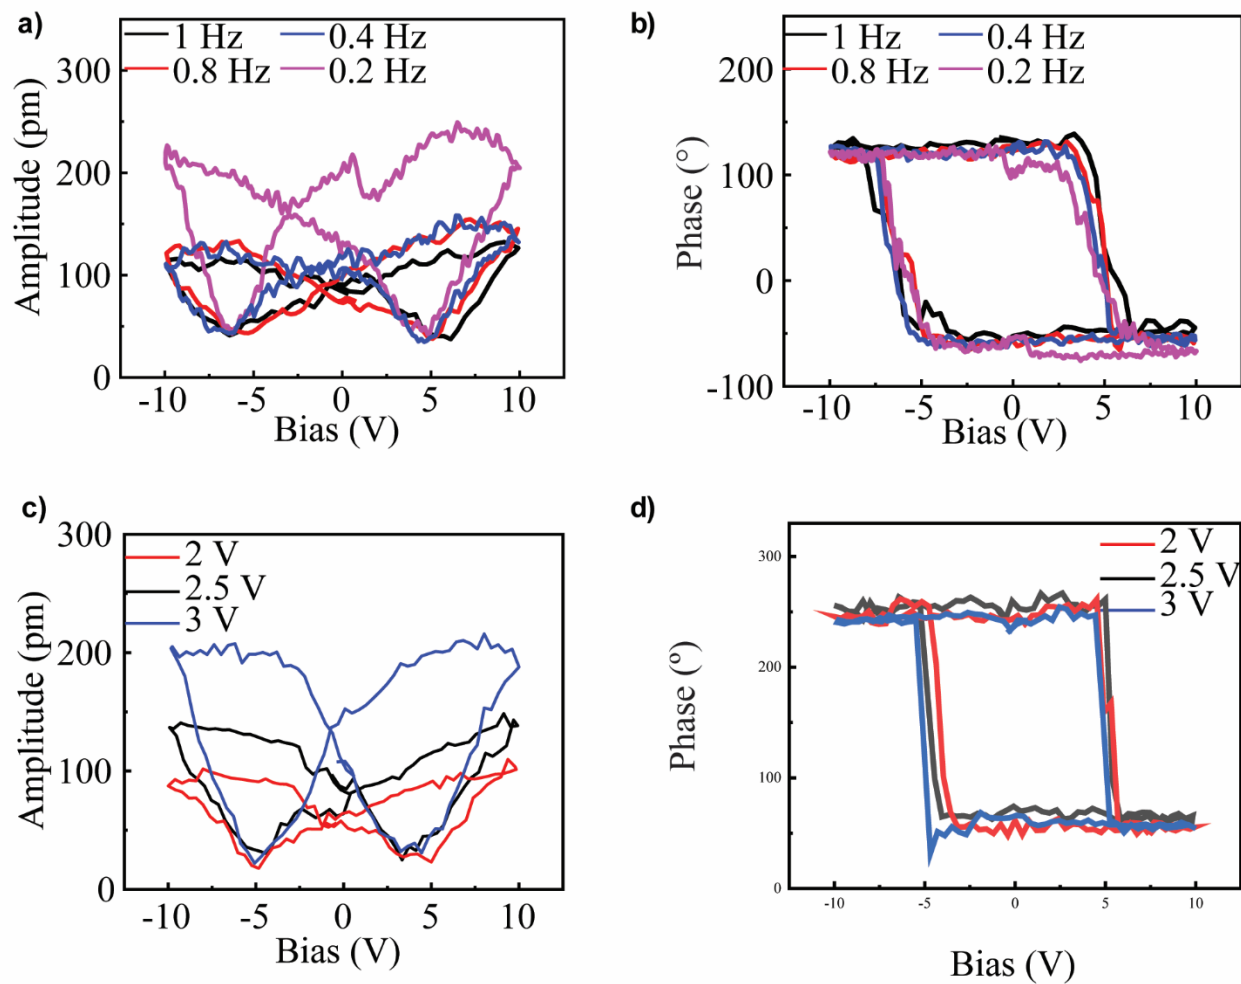 a)
1 Hz 0.4 Hz
0.8 Hz 0.2 Hz
300
200
100
0
Amplitude (pm)
-10 -5 0 5 10
Bias (V)
b)
1 Hz 0.4 Hz
0.8 Hz 0.2 Hz
200
100
0
-100
Phase (°)
-10 -5 0 5 10
Bias (V)
c)
2 V
2.5 V
3 V
300
200
100
0
Amplitude (pm)
-10 -5 0 5 10
Bias (V)
d)
2 V
2.5 V
3 V
300
200
100
0
Phase (º)
-10 -5 0 5 10
Bias (V)